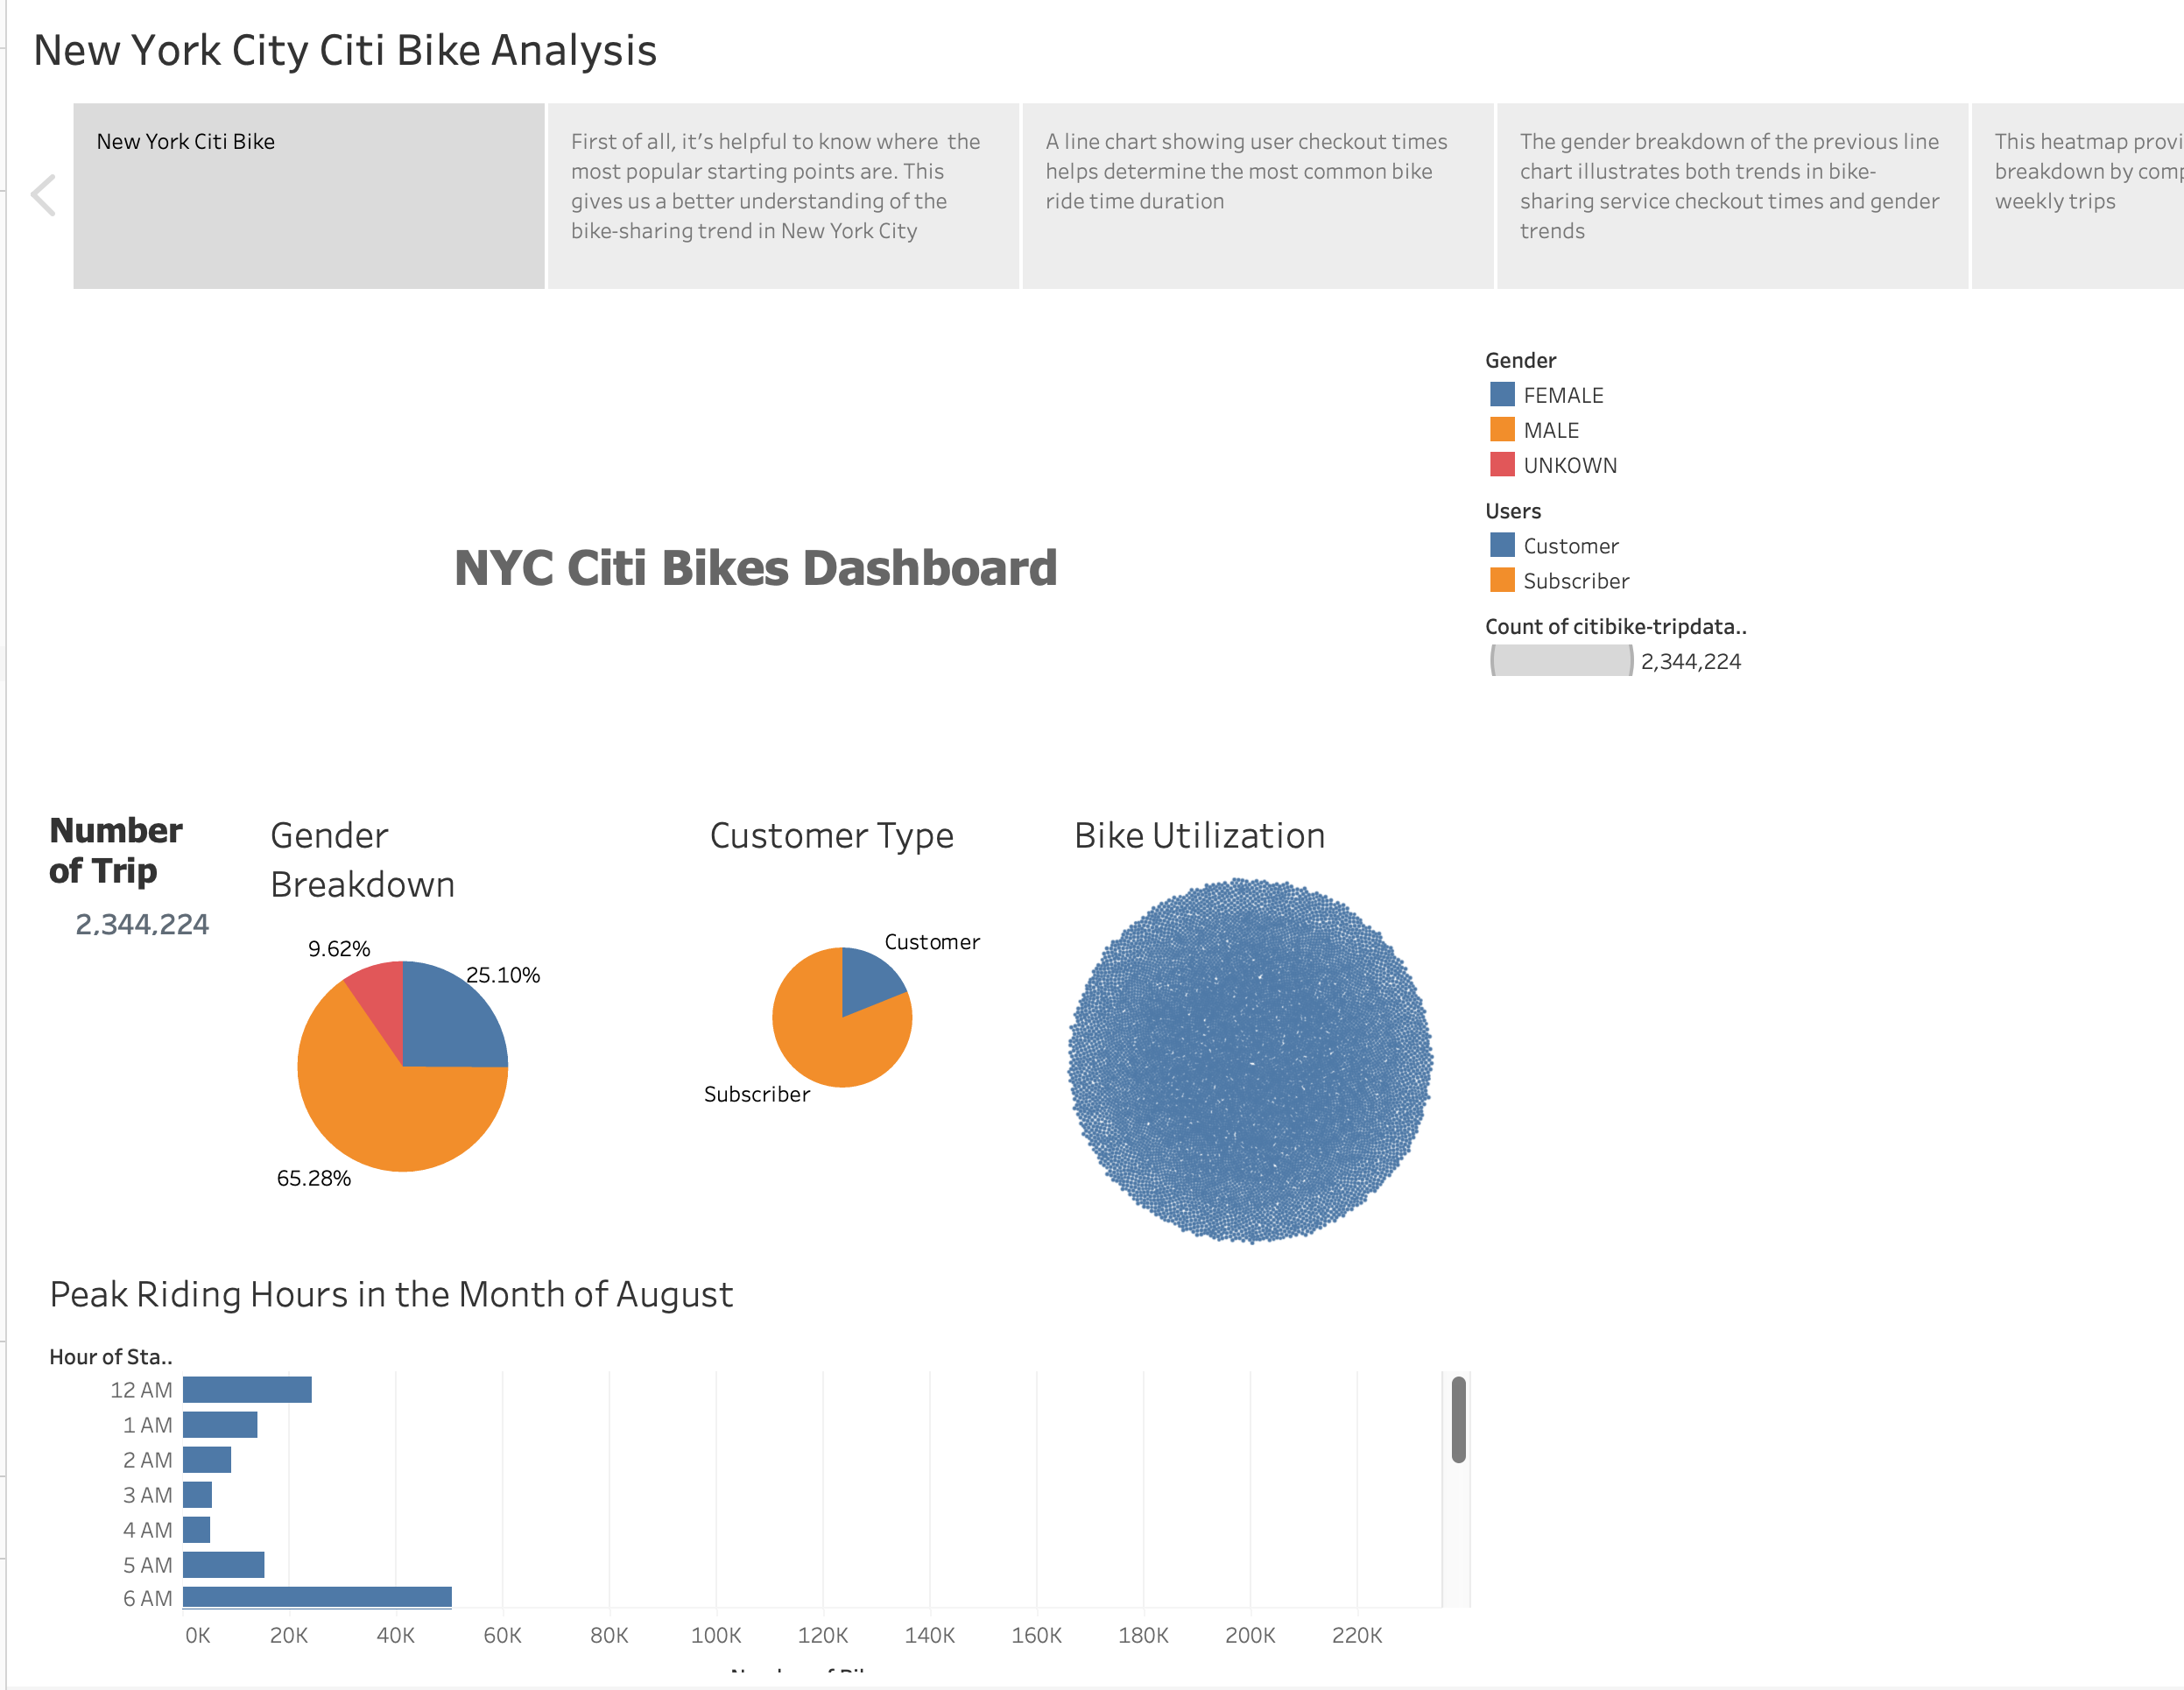 New York City Citi Bike Analysis
New York Citi Bike
First of all, it's helpful to know where the
most popular starting points are. This
gives us a better understanding of the
bike-sharing trend in New York City
A line chart showing user checkout times
helps determine the most common bike
ride time duration
The gender breakdown of the previous line
chart illustrates both trends in bike-
sharing service checkout times and gender
trends
This heatmap provi
breakdown by comp
weekly trips
Gender
FEMALE
MALE
UNKOWN
Users
Customer
Subscriber
Count of citibike-tripdata..
2,344,224
NYC Citi Bikes Dashboard
Number
of Trip
2,344,224
Gender
Breakdown
9.62%
25.10%
65.28%
Customer Type
Customer
Subscriber
Bike Utilization
Peak Riding Hours in the Month of August
Hour of Sta..
12 AM
1 AM
2 AM
3 AM
4 AM
5 AM
6 AM
0K 20K 40K 60K 80K 100K 120K 140K 160K 180K 200K 220K